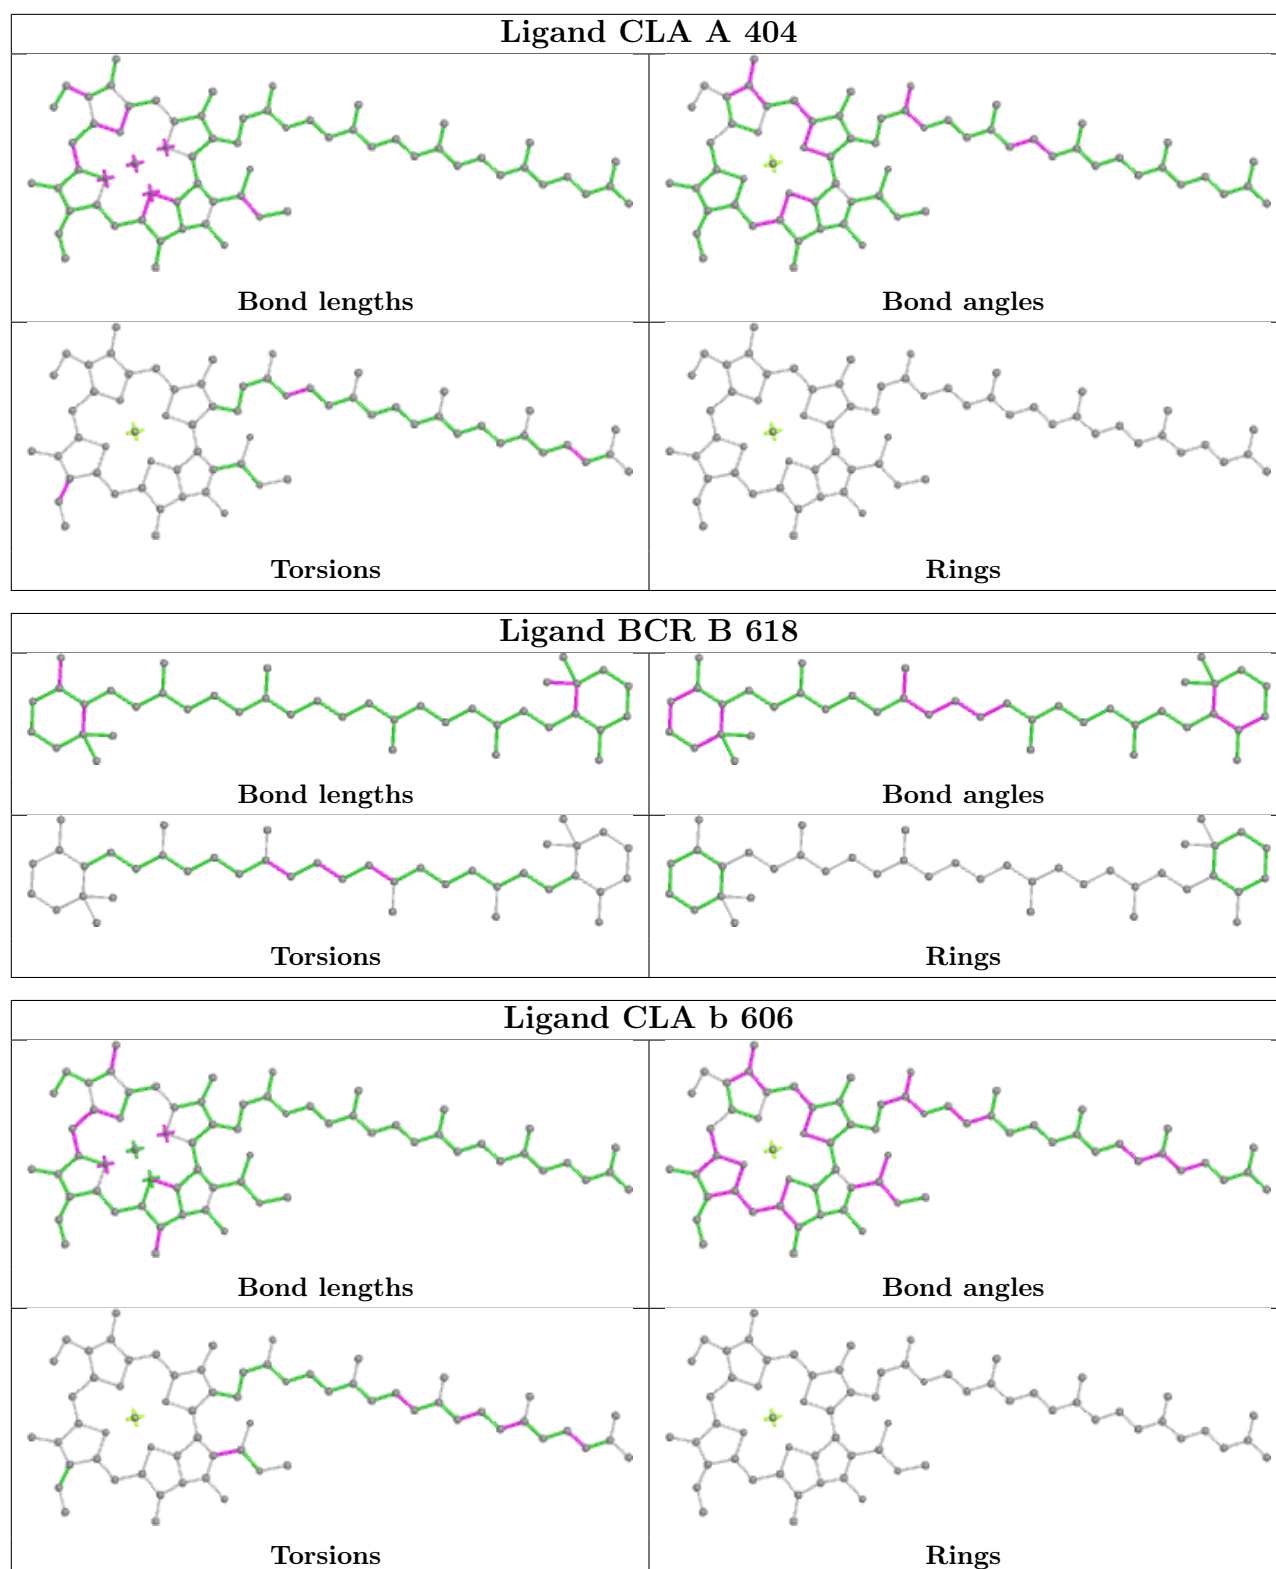 Ligand CLA A 404
Bond lengths
Bond angles
Torsions
Rings
Ligand BCR B 618
Bond lengths
Bond angles
Torsions
Rings
Ligand CLA b 606
Bond lengths
Bond angles
Torsions
Rings